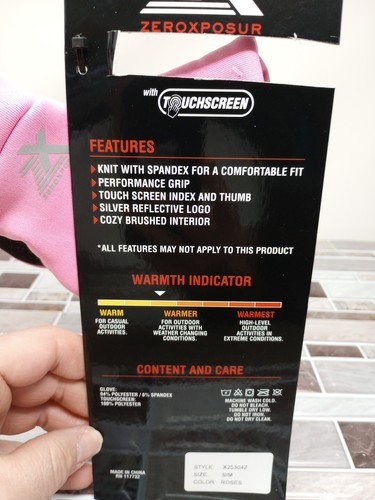 ZEROXPOSUR
with TOUCHSCREEN
FEATURES
KNIT WITH SPANDEX FOR A COMFORTABLE FIT
PERFORMANCE GRIP
TOUCH SCREEN INDEX AND THUMB
SILVER REFLECTIVE LOGO
COZY BRUSHED INTERIOR
*ALL FEATURES MAY NOT APPLY TO THIS PRODUCT
WARMTH INDICATOR
WARM
FOR CASUAL
OUTDOOR
ACTIVITIES.
WARMER
FOR OUTDOOR
ACTIVITIES WITH
WEATHER CHANGING
CONDITIONS.
WARMEST
HIGH-LEVEL
OUTDOOR
ACTIVITIES IN
EXTREME CONDITIONS.
CONTENT AND CARE
GLOVE:
94% POLYESTER / 6% SPANDEX
TOUCHSCREEN:
100% POLYESTER
MACHINE WASH COLD.
DO NOT BLEACH.
TUMBLE DRY LOW.
DO NOT IRON.
DO NOT DRY CLEAN.
MADE IN CHINA
RN 117732
STYLE:
SIZE: S/M
COLOR: ROSES